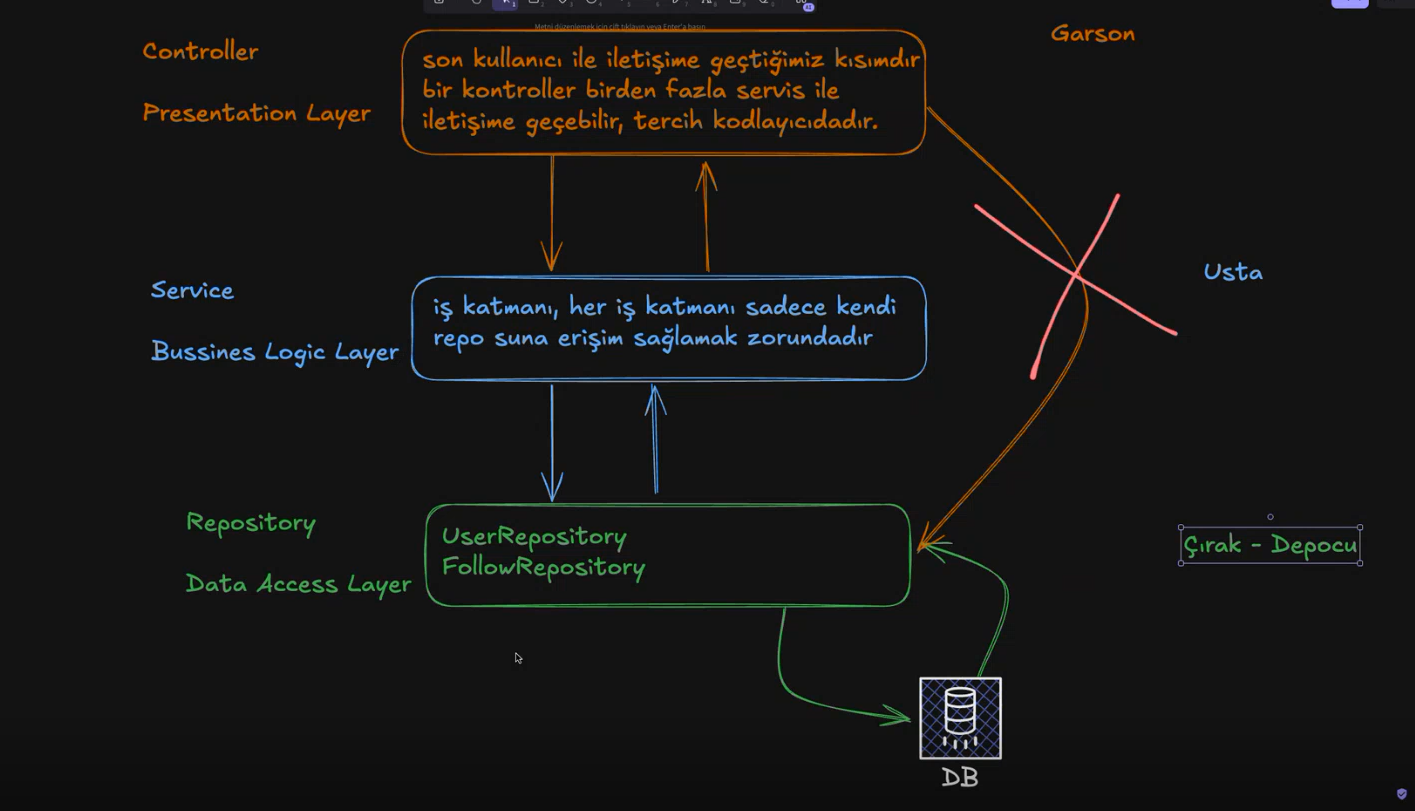 Metni düzenlemek için çift tıklayın veya Enter'a basın
Controller
Presentation Layer
son kullanıcı ile iletişime geçtiğimiz kısımdır
bir kontroller birden fazla servis ile
iletişime geçebilir, tercih kodlayıcıdadır.
Garson
Service
Bussines Logic Layer
iş katmanı, her iş katmanı sadece kendi
repo suna erişim sağlamak zorundadır
Usta
Repository
Data Access Layer
UserRepository
FollowRepository
Çırak - Depocu
DB